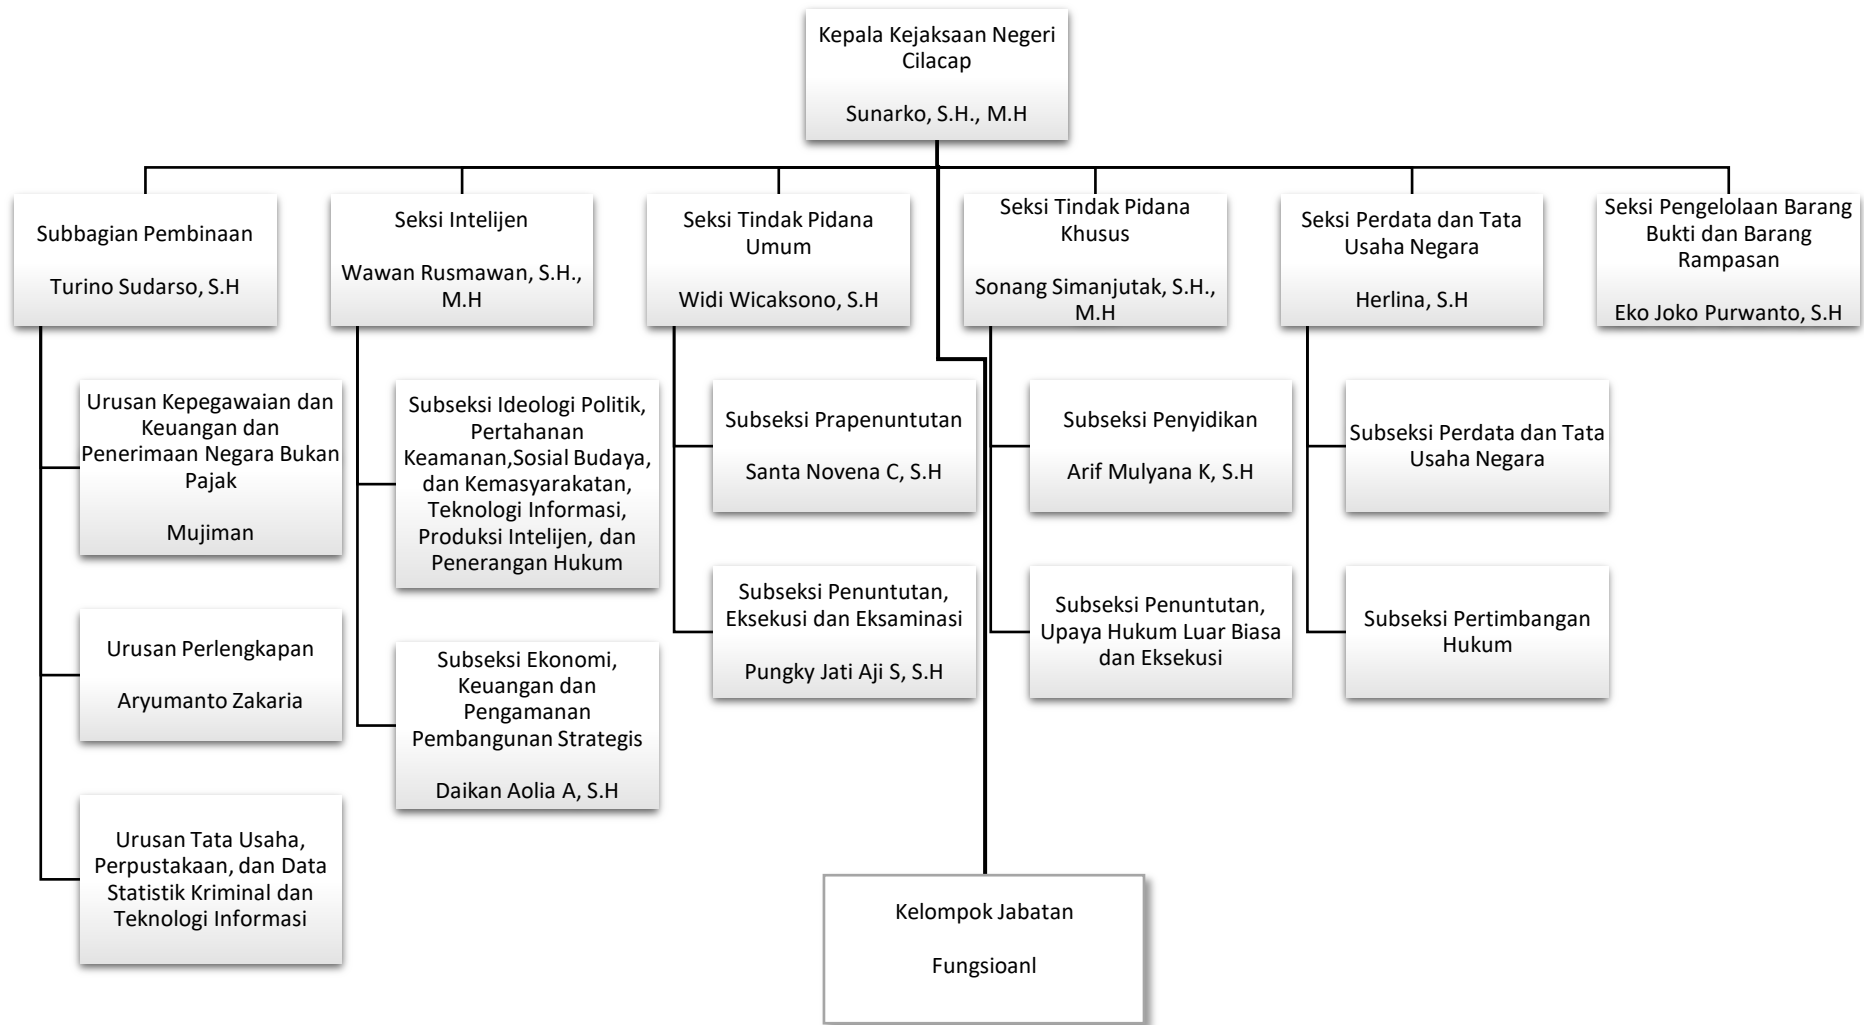 Kepala Kejaksaan Negeri
Cilacap
Sunarko, S.H., M.H
Subbagian Pembinaan
Turino Sudarso, S.H
Seksi Intelijen
Wawan Rusmawan, S.H.,
M.H
Seksi Tindak Pidana
Umum
Widi Wicaksono, S.H
Seksi Tindak Pidana
Khusus
Sonang Simanjutak, S.H.,
M.H
Seksi Perdata dan Tata
Usaha Negara
Herlina, S.H
Seksi Pengelolaan Barang
Bukti dan Barang
Rampasan
Eko Joko Purwanto, S.H
Urusan Kepegawaian dan
Keuangan dan
Penerimaan Negara Bukan
Pajak
Mujiman
Urusan Perlengkapan
Aryumanto Zakaria
Urusan Tata Usaha,
Perpustakaan, dan Data
Statistik Kriminal dan
Teknologi Informasi
Subseksi Ideologi Politik,
Pertahanan
Keamanan,Sosial Budaya,
dan Kemasyarakatan,
Teknologi Informasi,
Produksi Intelijen, dan
Penerangan Hukum
Subseksi Ekonomi,
Keuangan dan
Pengamanan
Pembangunan Strategis
Daikan Aolia A, S.H
Subseksi Prapenuntutan
Santa Novena C, S.H
Subseksi Penuntutan,
Eksekusi dan Eksaminasi
Pungky Jati Aji S, S.H
Subseksi Penyidikan
Arif Mulyana K, S.H
Subseksi Penuntutan,
Upaya Hukum Luar Biasa
dan Eksekusi
Subseksi Perdata dan Tata
Usaha Negara
Subseksi Pertimbangan
Hukum
Kelompok Jabatan
Fungsioanl